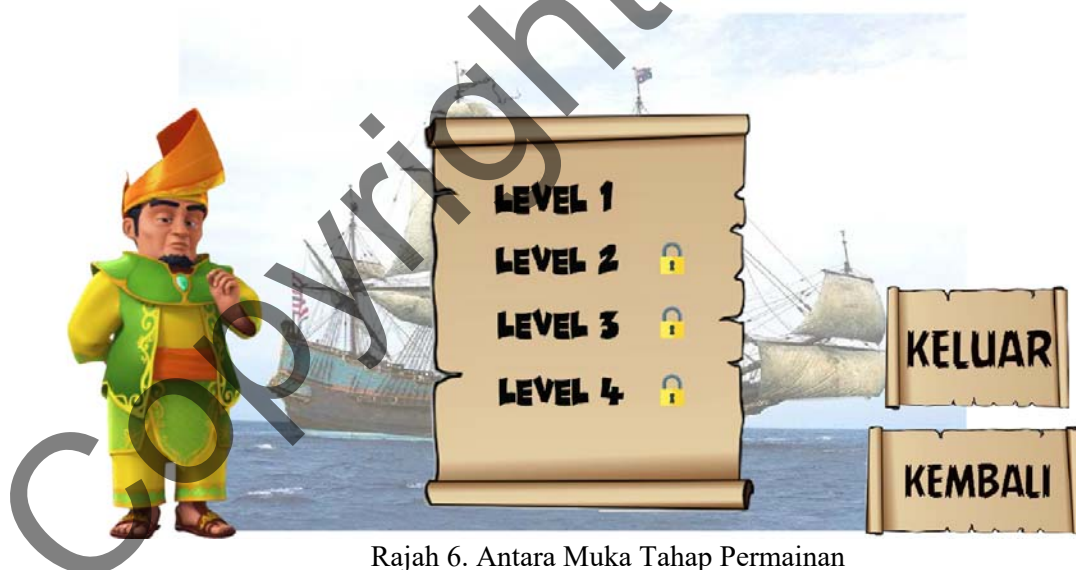 LEVEL 1
LEVEL 2
LEVEL 3
LEVEL 4
KELUAR
KEMBALI
Copyright
Rajah 6. Antara Muka Tahap Permainan